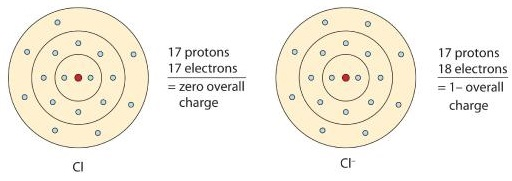 17 protons
17 electrons
= zero overall
charge
Cl
17 protons
18 electrons
= 1– overall
charge
Cl⁻